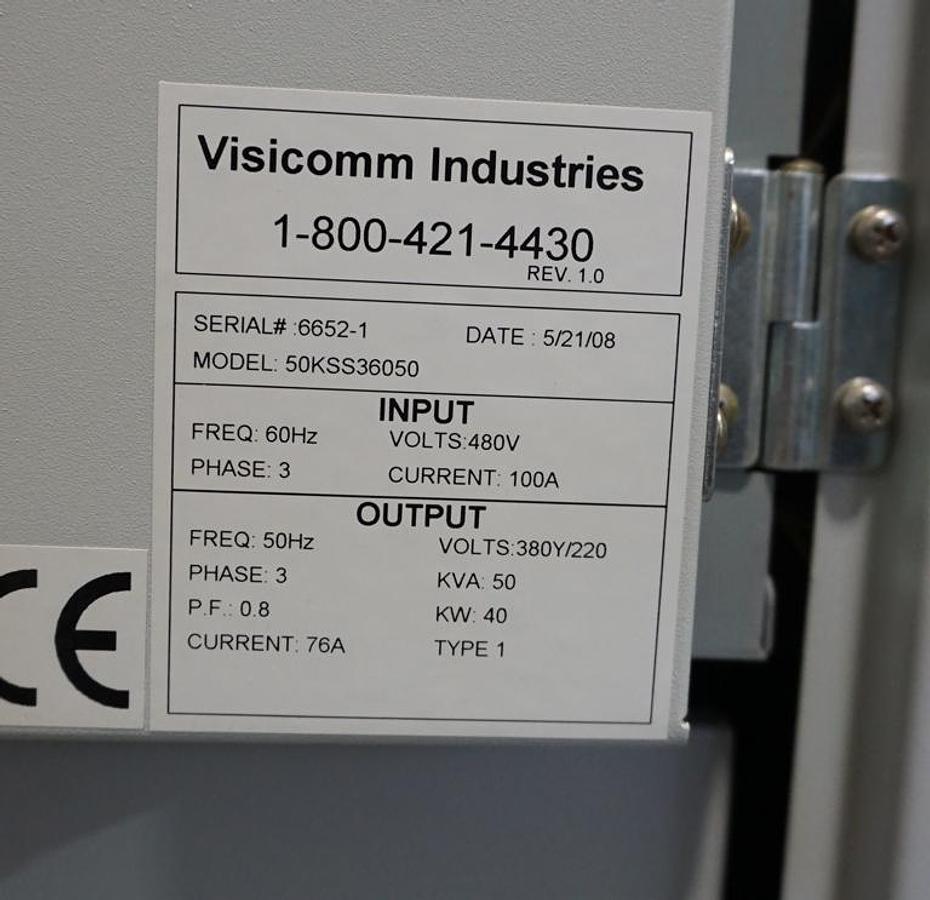 Visicomm Industries
1-800-421-4430
REV. 1.0
SERIAL# :6652-1 DATE : 5/21/08
MODEL: 50KSS36050
INPUT
FREQ: 60Hz VOLTS:480V
PHASE: 3 CURRENT: 100A
OUTPUT
FREQ: 50Hz VOLTS:380Y/220
PHASE: 3 KVA: 50
P.F.: 0.8 KW: 40
CURRENT: 76A TYPE 1
CE